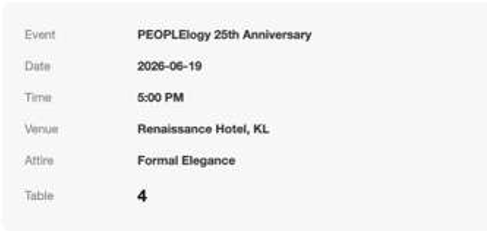 Event PEOPLElogy 25th Anniversary
Date 2026-06-19
Time 5:00 PM
Venue Renaissance Hotel, KL
Attire Formal Elegance
Table 4